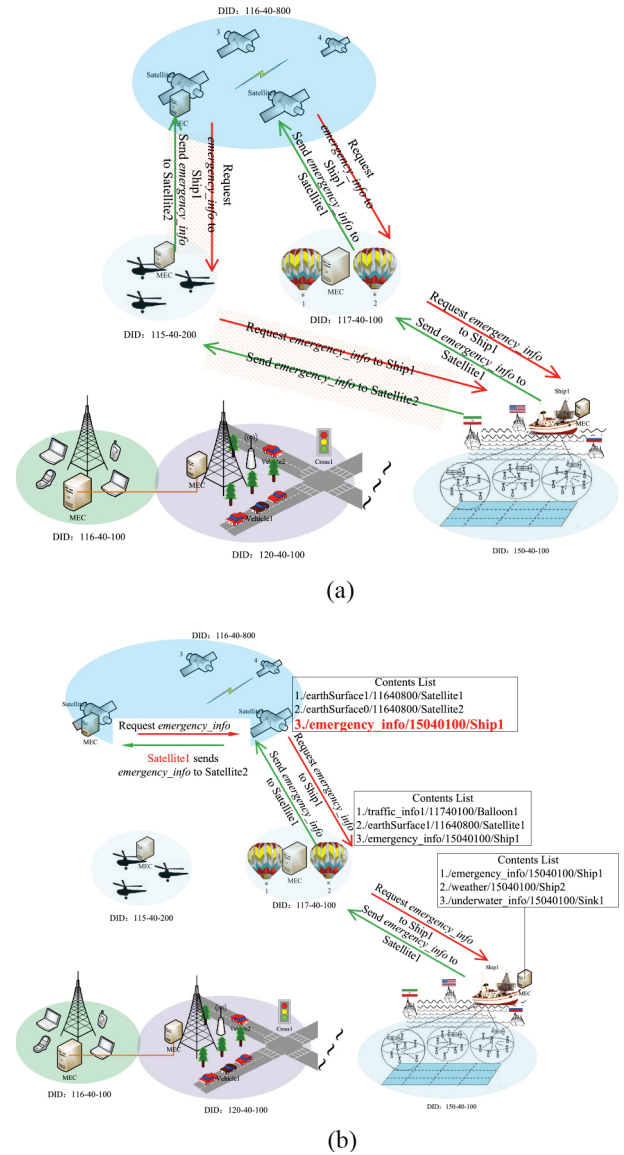 DID：116-40-800
3
4
Satellite2
Satellite1
MEC
Request
emergency_info to
Ship1
Send emergency_info
to Satellite2
Request
emergency_info to
Ship1
Send emergency_info to
Satellite1
MEC
DID：115-40-200
MEC
1
2
DID：117-40-100
Request emergency_info
to Ship1
Send emergency_info to
Satellite1
Request emergency_info to Ship1
Send emergency_info to Satellite2
Ship1
MEC
MEC
MEC
Vehicle2
Vehicle1
Cross1
DID：116-40-100
DID：120-40-100
DID：150-40-100
(a)
DID：116-40-800
3
4
MEC
Request emergency_info
Satellite1 sends
emergency_info to Satellite2
Contents List
1./earthSurface1/11640800/Satellite1
2./earthSurface0/11640800/Satellite2
3./emergency_info/15040100/Ship1
Request emergency_info
to Ship1
Send emergency_info to
Satellite1
Contents List
1./traffic_info1/11740100/Balloon1
2./earthSurface1/11640800/Satellite1
3./emergency_info/15040100/Ship1
MEC
DID：115-40-200
MEC
1
2
DID：117-40-100
Contents List
1./emergency_info/15040100/Ship1
2./weather/15040100/Ship2
3./underwater_info/15040100/Sink1
Request emergency_info
to Ship1
Send emergency_info to
Satellite1
Ship1
MEC
MEC
MEC
Vehicle2
Vehicle1
Cross1
DID：116-40-100
DID：120-40-100
DID：150-40-100
(b)